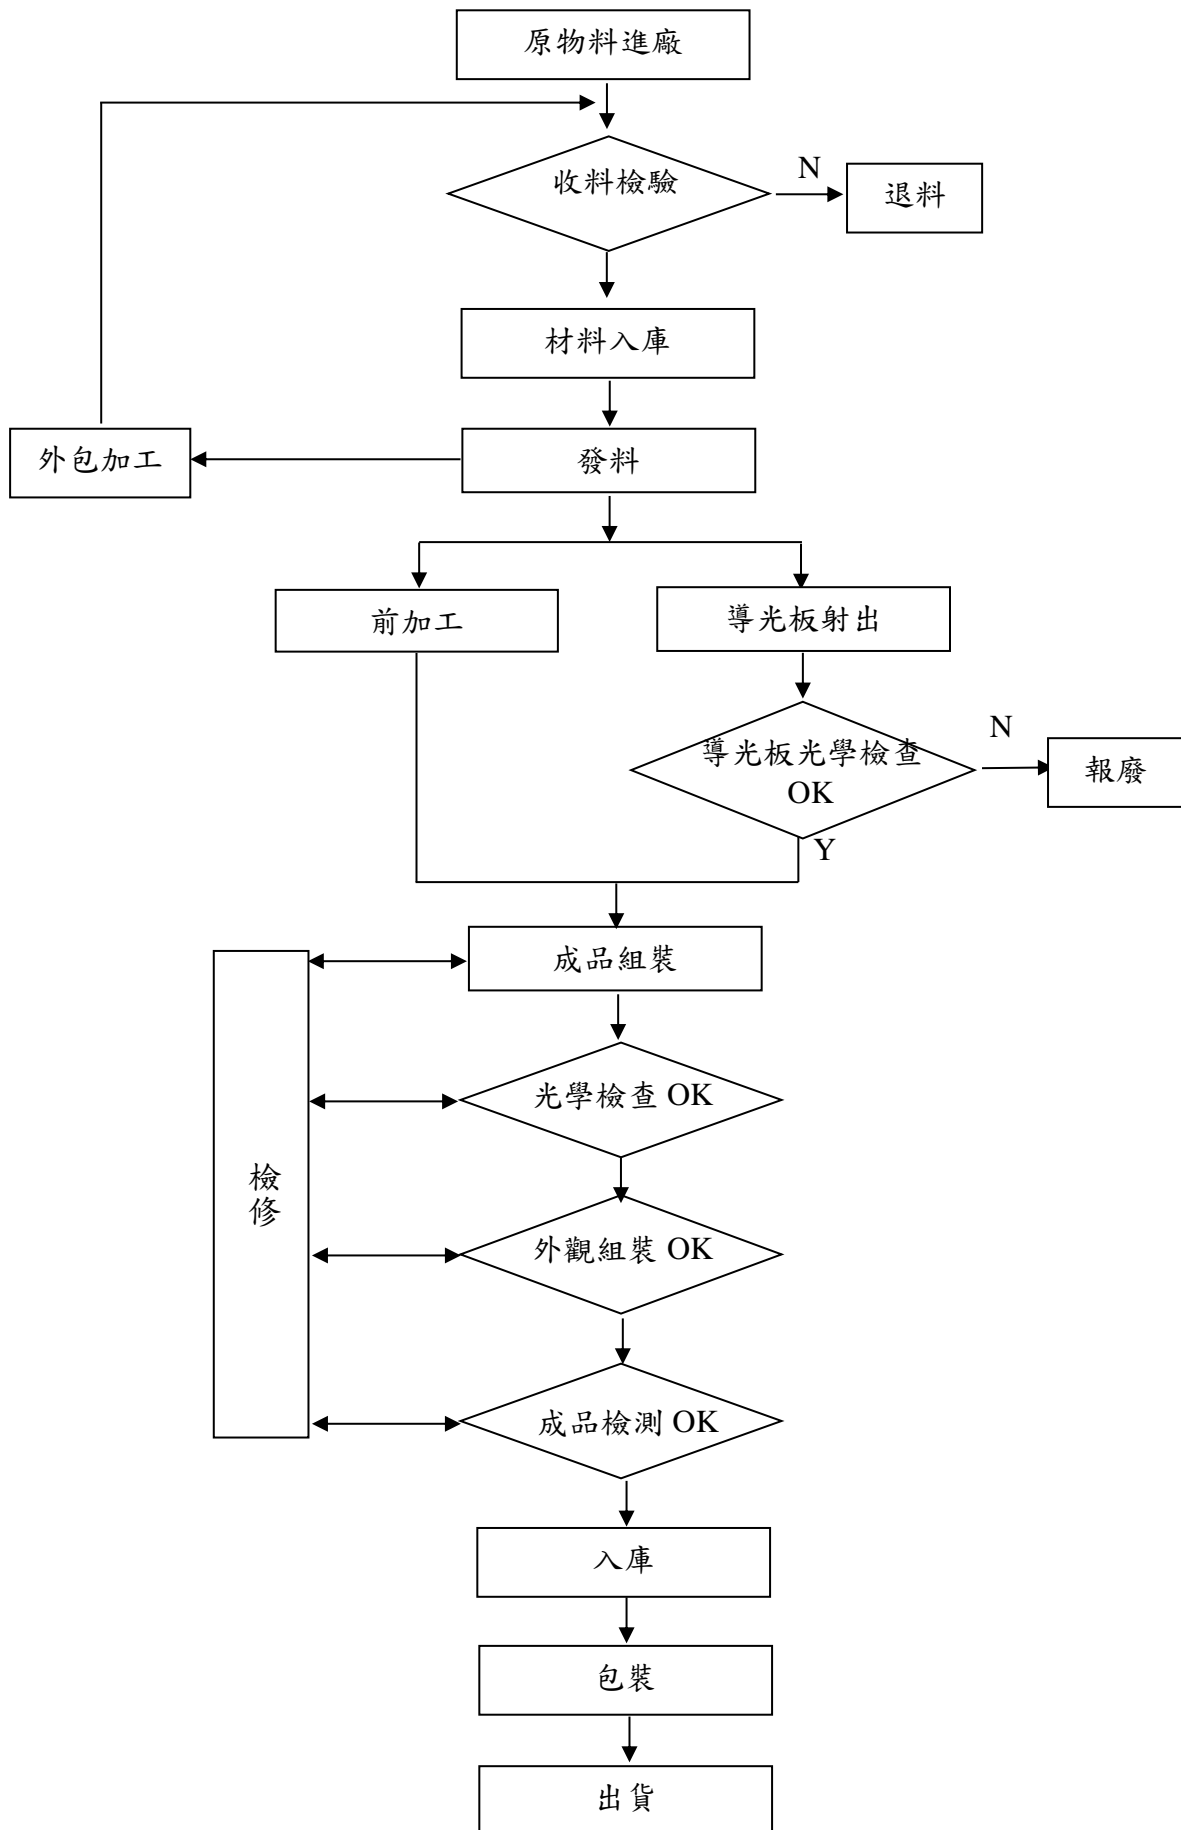 原物料進廠
收料檢驗
N
退料
材料入庫
外包加工
發料
前加工
導光板射出
導光板光學檢查
OK
N
報廢
Y
成品組裝
光學檢查 OK
檢
修
外觀組裝 OK
成品檢測 OK
入庫
包裝
出貨